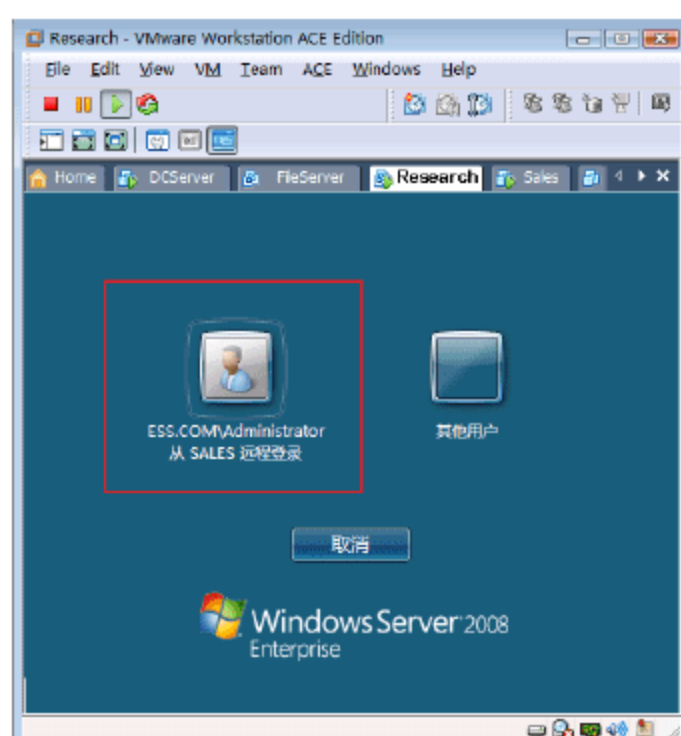 Research - VMware Workstation ACE Edition
File Edit View VM Team ACE Windows Help
Home DCServer FileServer Research Sales
ESS.COM\Administrator
从 SALES 远程登录
其他用户
取消
Windows Server 2008
Enterprise